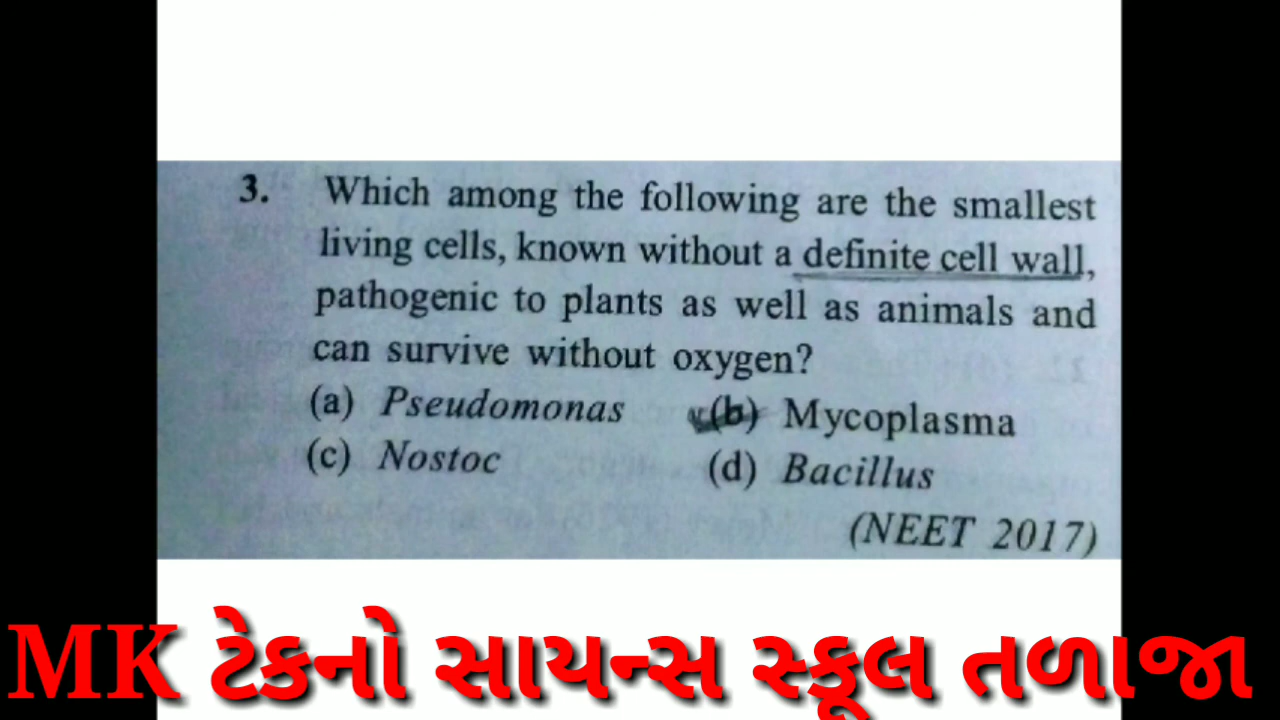 3. Which among the following are the smallest
living cells, known without a definite cell wall,
pathogenic to plants as well as animals and
can survive without oxygen?
(a) Pseudomonas (b) Mycoplasma
(c) Nostoc (d) Bacillus
(NEET 2017)
MK ટેકનો સાયન્સ સ્કૂલ તળાજા